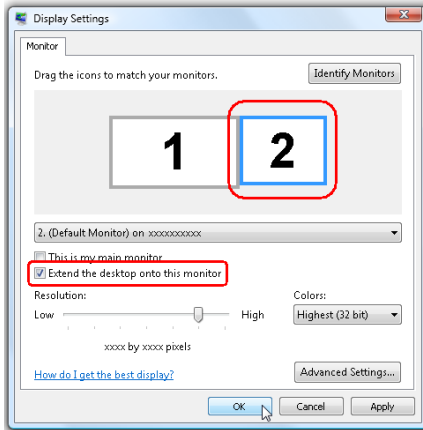 Display Settings
Monitor
Drag the icons to match your monitors.
Identify Monitors
1 2
2. (Default Monitor) on xxxxxxxxxx
This is my main monitor
Extend the desktop onto this monitor
Resolution: Colors:
Low High Highest (32 bit)
xxxx by xxxx pixels
How do I get the best display?
Advanced Settings...
OK Cancel Apply